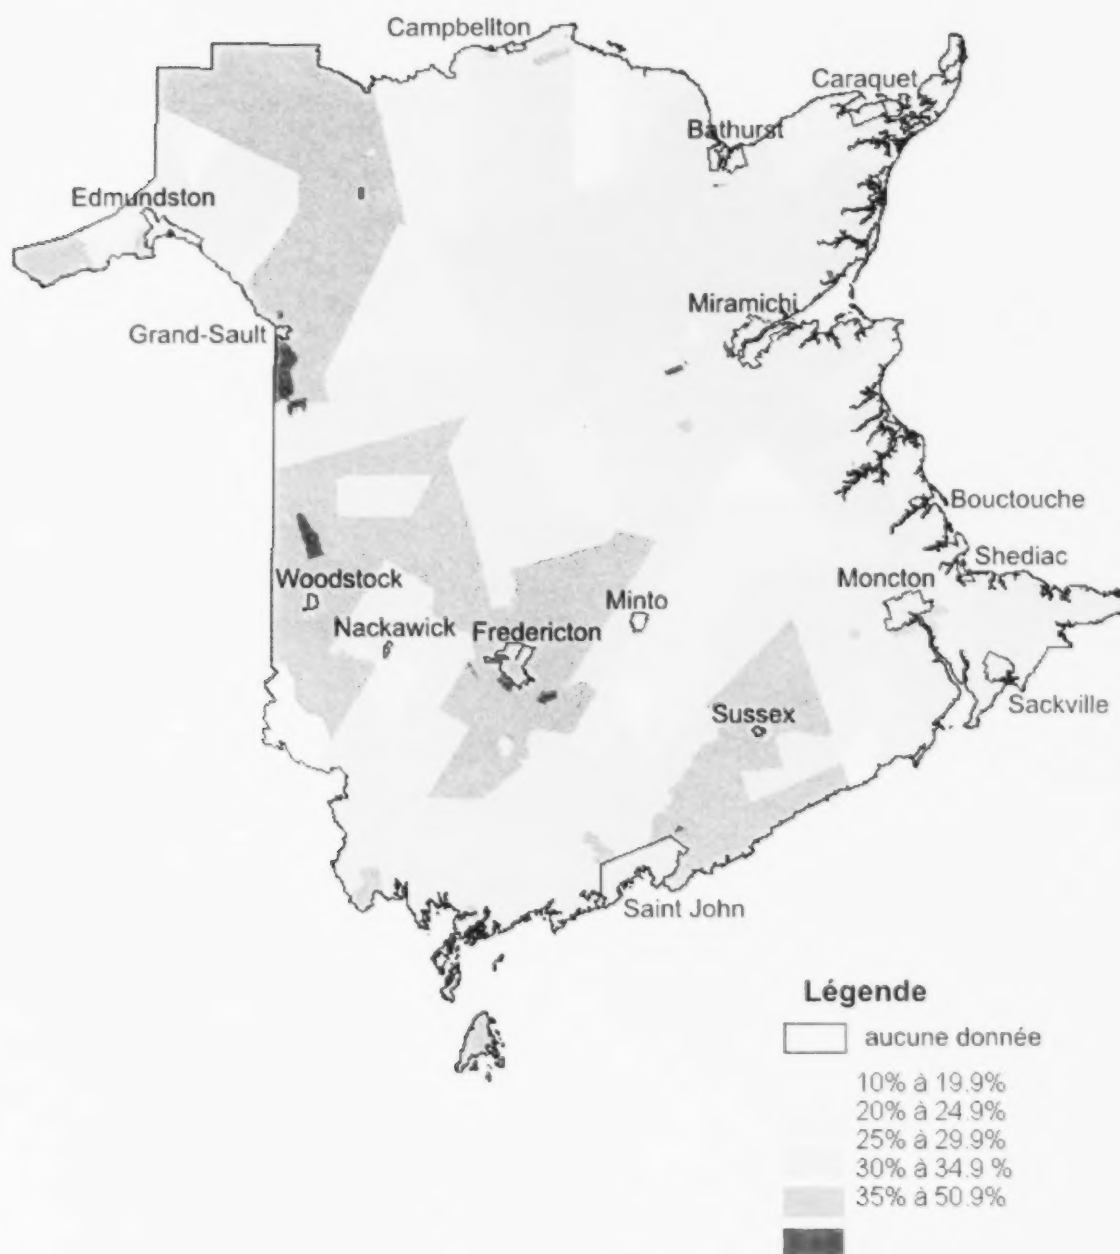 Campbellton
Caraquet
Bathurst
Edmundston
Miramichi
Grand-Sault
Bouctouche
Shediac
Moncton
Woodstock
Minto
Nackawick
Fredericton
Sackville
Sussex
Saint John
Légende
aucune donnée
10% à 19.9%
20% à 24.9%
25% à 29.9%
30% à 34.9 %
35% à 50.9%